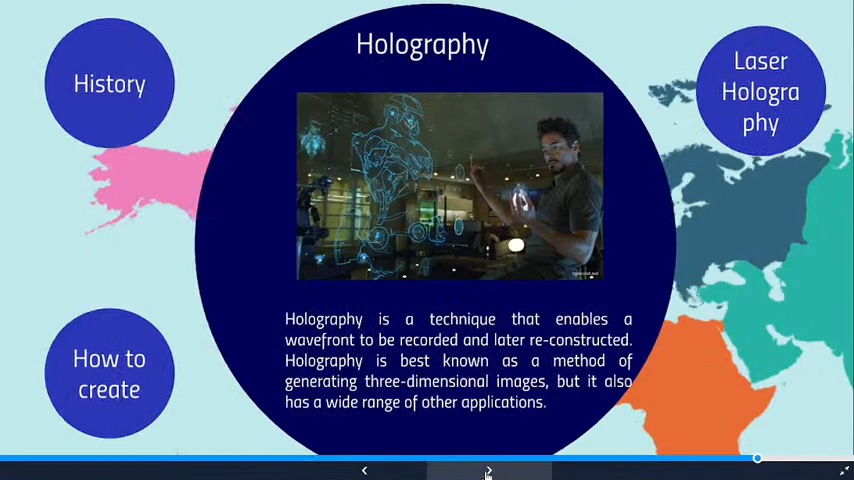 Holography
History
Laser
Hologra
phy
Holography is a technique that enables a
wavefront to be recorded and later re-constructed.
Holography is best known as a method of
generating three-dimensional images, but it also
has a wide range of other applications.
How to
create